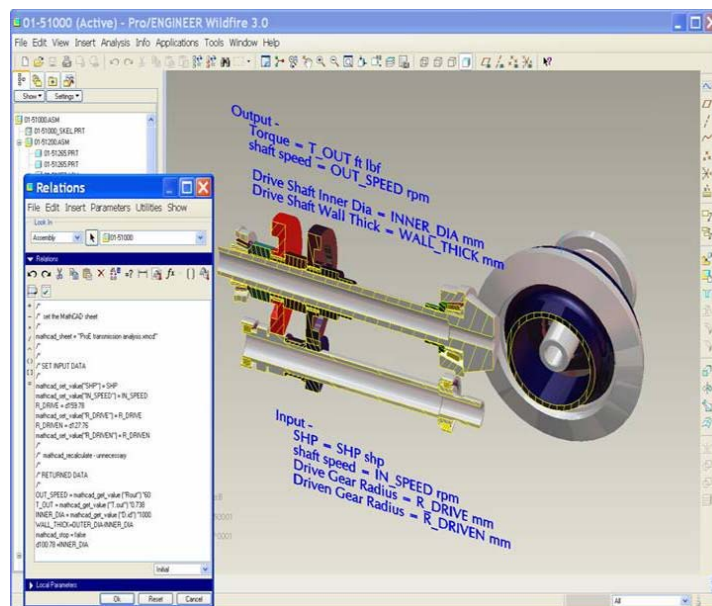 01-51000 (Active) - Pro/ENGINEER Wildfire 3.0
File Edit View Insert Analysis Info Applications Tools Window Help
Show Settings
01-51000.ASM
01-51000_SKEL.PRT
01-51200.ASM
01-51265.PRT
01-51265.PRT
Relations
File Edit Insert Parameters Utilities Show
Look In
Assembly 01-51000
Relations
/*
/* set the MathCAD sheet
/*
mathcad_sheet = "ProE transmission analysis.xmcd"
/*
/*
/* SET INPUT DATA
/*
mathcad_set_value("SHP") = SHP
mathcad_set_value("IN_SPEED") = IN_SPEED
R_DRIVE = d159:78
mathcad_set_value("R_DRIVE") = R_DRIVE
R_DRIVEN = d127:76
mathcad_set_value("R_DRIVEN") = R_DRIVEN
/*
/* mathcad_recalculate - unnecessary
/*
/* RETURNED DATA
/*
OUT_SPEED = mathcad_get_value ("Rout")*60
T_OUT = mathcad_get_value ("T.out")*0.738
INNER_DIA = mathcad_get_value ("D.id")*1000
WALL_THICK=OUTER_DIA-INNER_DIA
mathcad_stop = false
d100:78 =INNER_DIA
Initial
Local Parameters
Ok Reset Cancel
Output -
Torque = T_OUT ft lbf
shaft speed = OUT_SPEED rpm
Drive Shaft Inner Dia = INNER_DIA mm
Drive Shaft Wall Thick = WALL_THICK mm
Input -
SHP = SHP shp
shaft speed = IN_SPEED rpm
Drive Gear Radius = R_DRIVE mm
Driven Gear Radius = R_DRIVEN mm
All